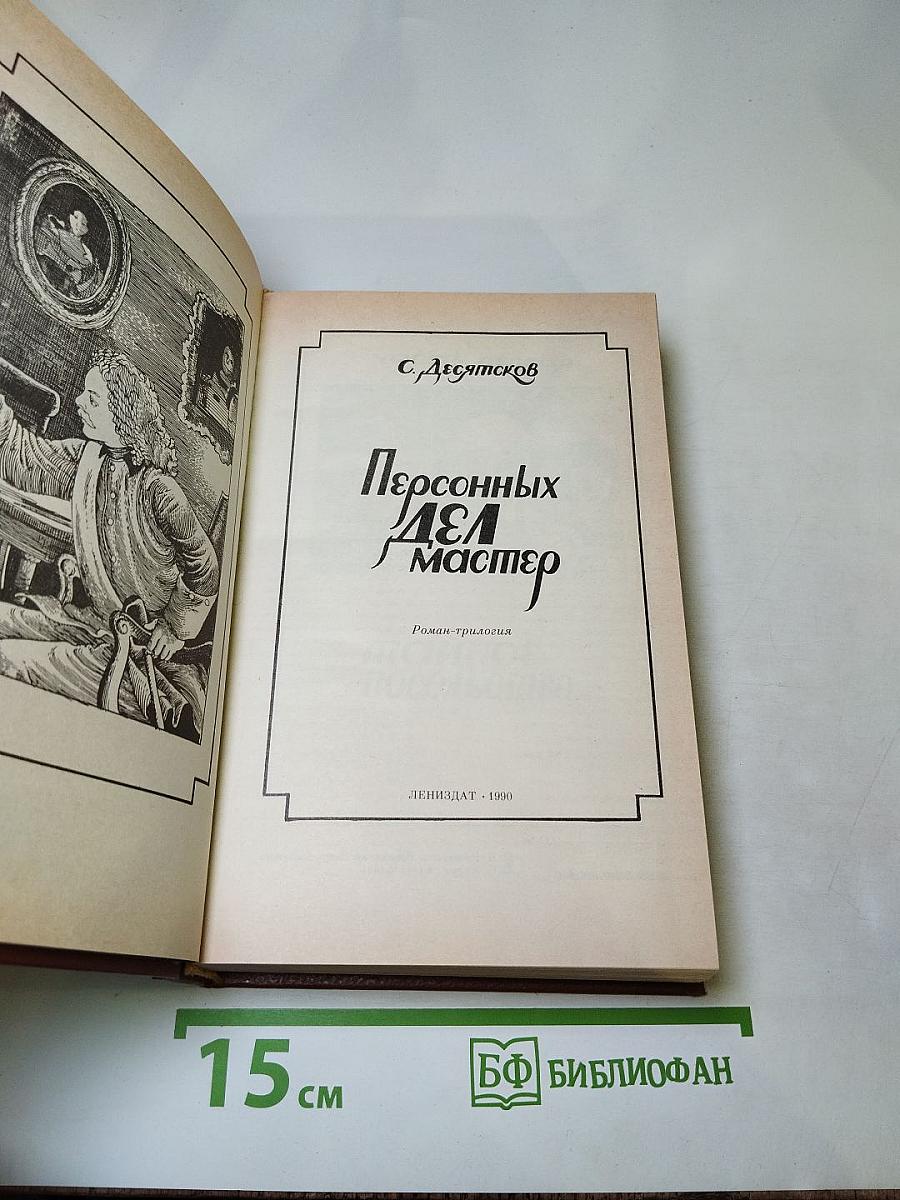 С. Десятсков
Персонных
дел
мастер
Роман-трилогия
ЛЕНИЗДАТ · 1990
15 см
БФ БИБЛИОФАН